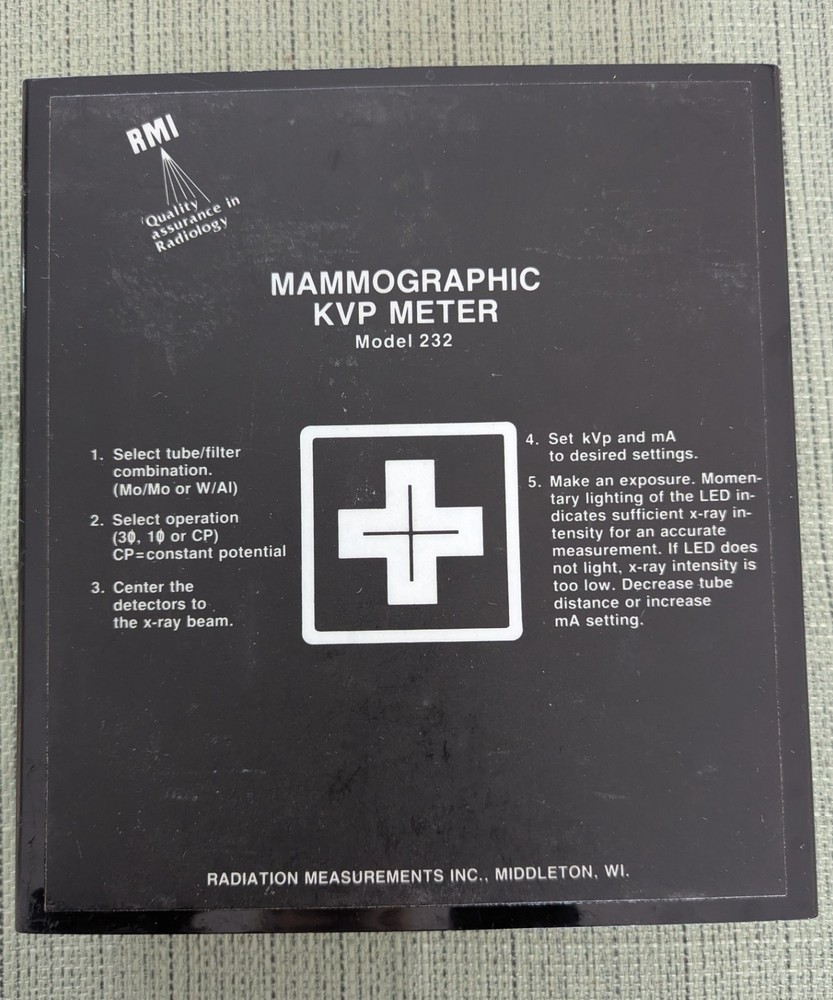 RMI
Quality
assurance in
Radiology
MAMMOGRAPHIC
KVP METER
Model 232
1. Select tube/filter
combination.
(Mo/Mo or W/Al)
2. Select operation
(3ϕ, 1ϕ or CP)
CP=constant potential
3. Center the
detectors to
the x-ray beam.
4. Set kVp and mA
to desired settings.
5. Make an exposure. Momen-
tary lighting of the LED in-
dicates sufficient x-ray in-
tensity for an accurate
measurement. If LED does
not light, x-ray intensity is
too low. Decrease tube
distance or increase
mA setting.
RADIATION MEASUREMENTS INC., MIDDLETON, WI.